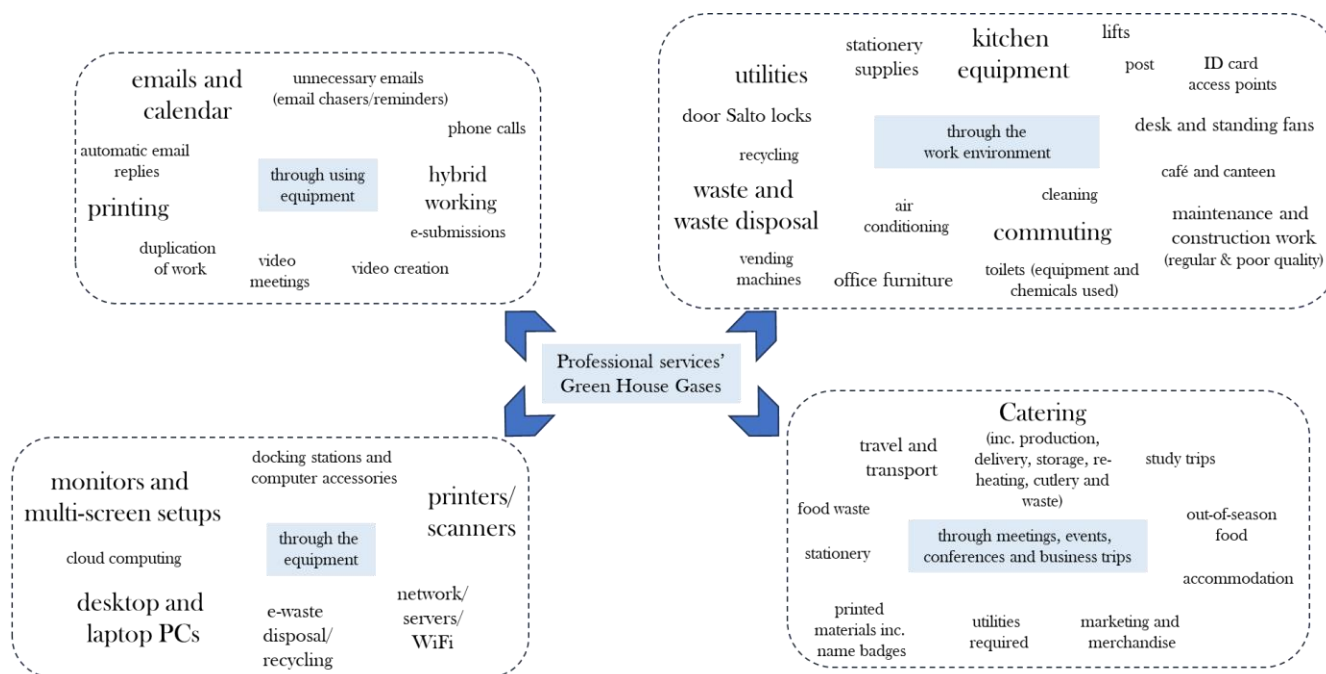 emails and
calendar
unnecessary emails
(email chasers/reminders)
phone calls
automatic email
replies
through using
equipment
hybrid
working
printing
e-submissions
duplication
of work
video
meetings
video creation
utilities
stationery
supplies
kitchen
equipment
lifts
post
ID card
access points
door Salto locks
through the
work environment
desk and standing fans
recycling
café and canteen
waste and
waste disposal
air
conditioning
cleaning
commuting
maintenance and
construction work
(regular & poor quality)
vending
machines
office furniture
toilets (equipment and
chemicals used)
Professional services’
Green House Gases
docking stations and
computer accessories
monitors and
multi-screen setups
printers/
scanners
through the
equipment
cloud computing
desktop and
laptop PCs
e-waste
disposal/
recycling
network/
servers/
WiFi
Catering
(inc. production,
delivery, storage, re-
heating, cutlery and
waste)
travel and
transport
study trips
food waste
out-of-season
food
stationery
through meetings, events,
conferences and business trips
accommodation
printed
materials inc.
name badges
utilities
required
marketing and
merchandise